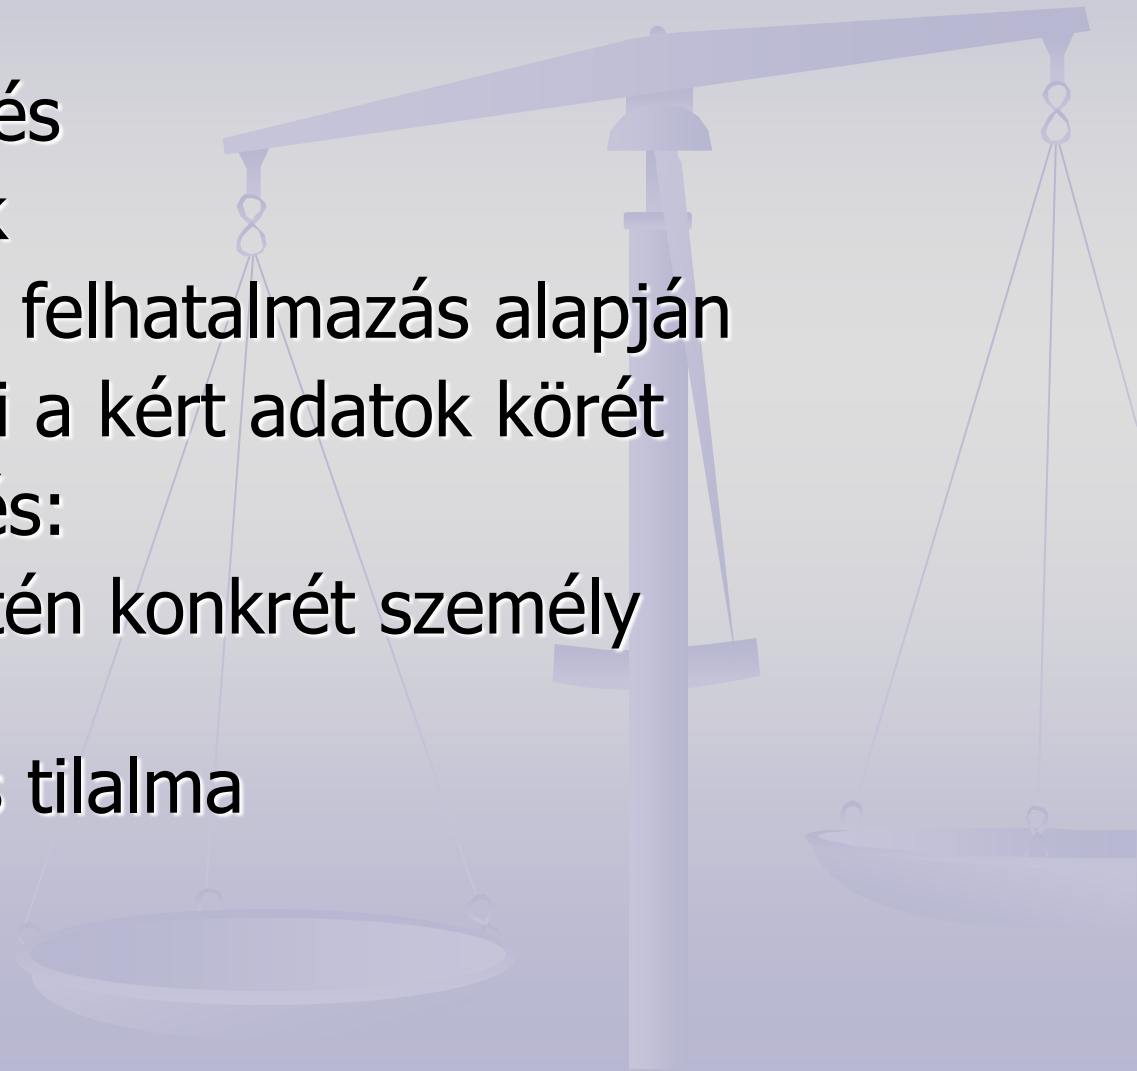 és
k
felhatalmazás alapján
i a kért adatok körét
és:
tén konkrét személy
s tilalma